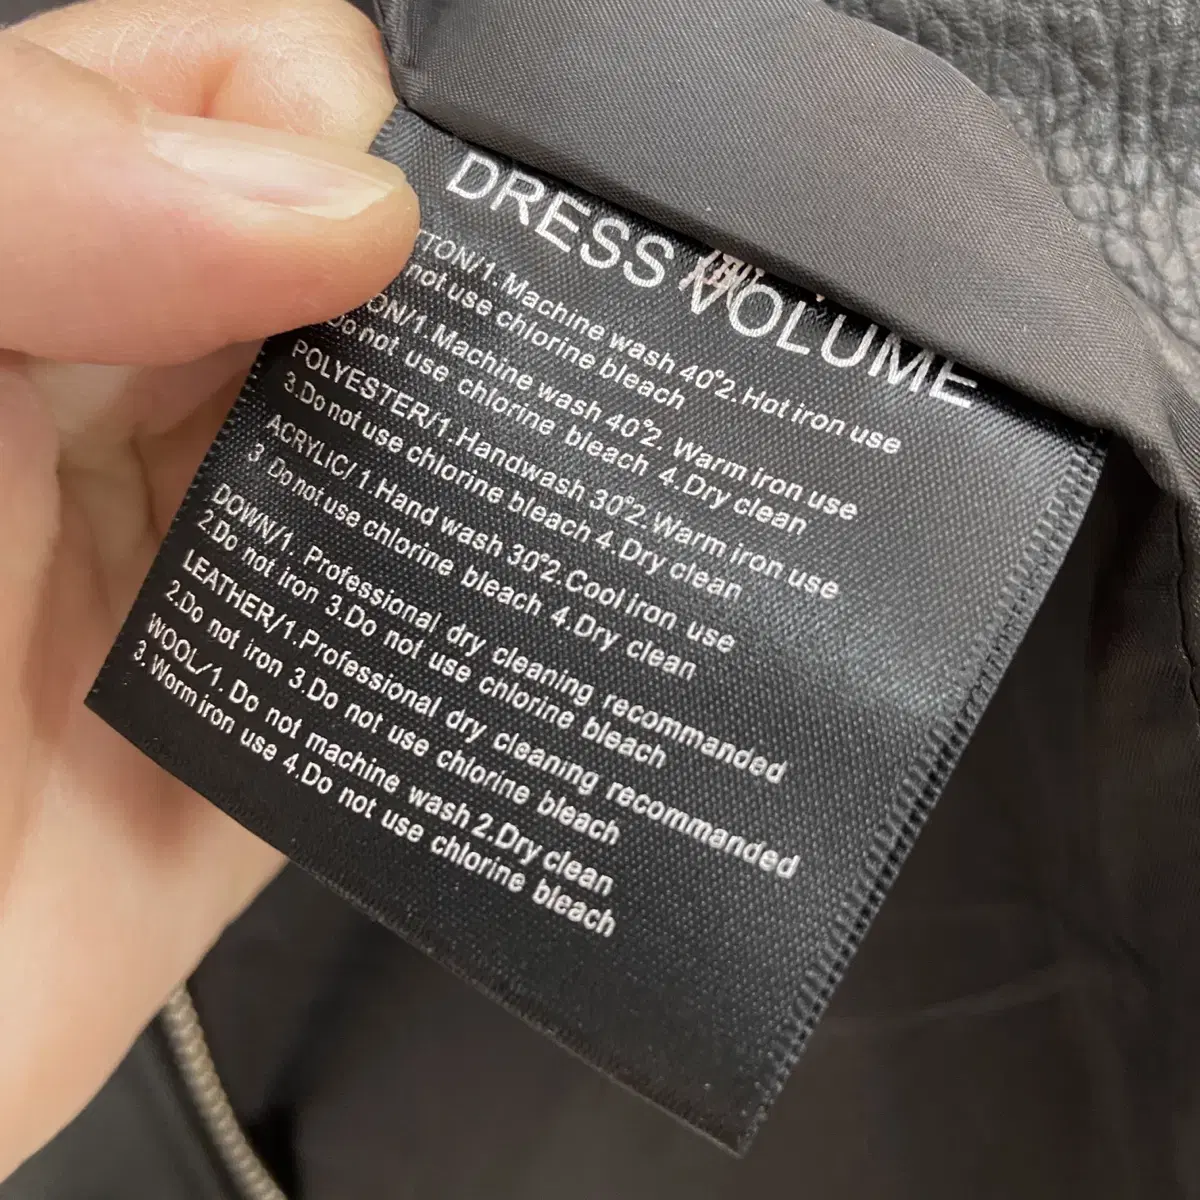 DRESS VOLUME
TTON/1.Machine wash 40°2.Hot iron use
not use chlorine bleach
ON/1.Machine wash 40°2. Warm iron use
Do not use chlorine bleach 4.Dry clean
POLYESTER/1.Handwash 30°2.Warm iron use
3.Do not use chlorine bleach 4.Dry clean
ACRYLIC/ 1.Hand wash 30°2.Cool iron use
3. Do not use chlorine bleach 4.Dry clean
DOWN/1. Professional dry cleaning recommanded
2.Do not iron 3.Do not use chlorine bleach
LEATHER/1.Professional dry cleaning recommanded
2.Do not iron 3.Do not use chlorine bleach
WOOL/1. Do not machine wash 2.Dry clean
3. Worm iron use 4.Do not use chlorine bleach